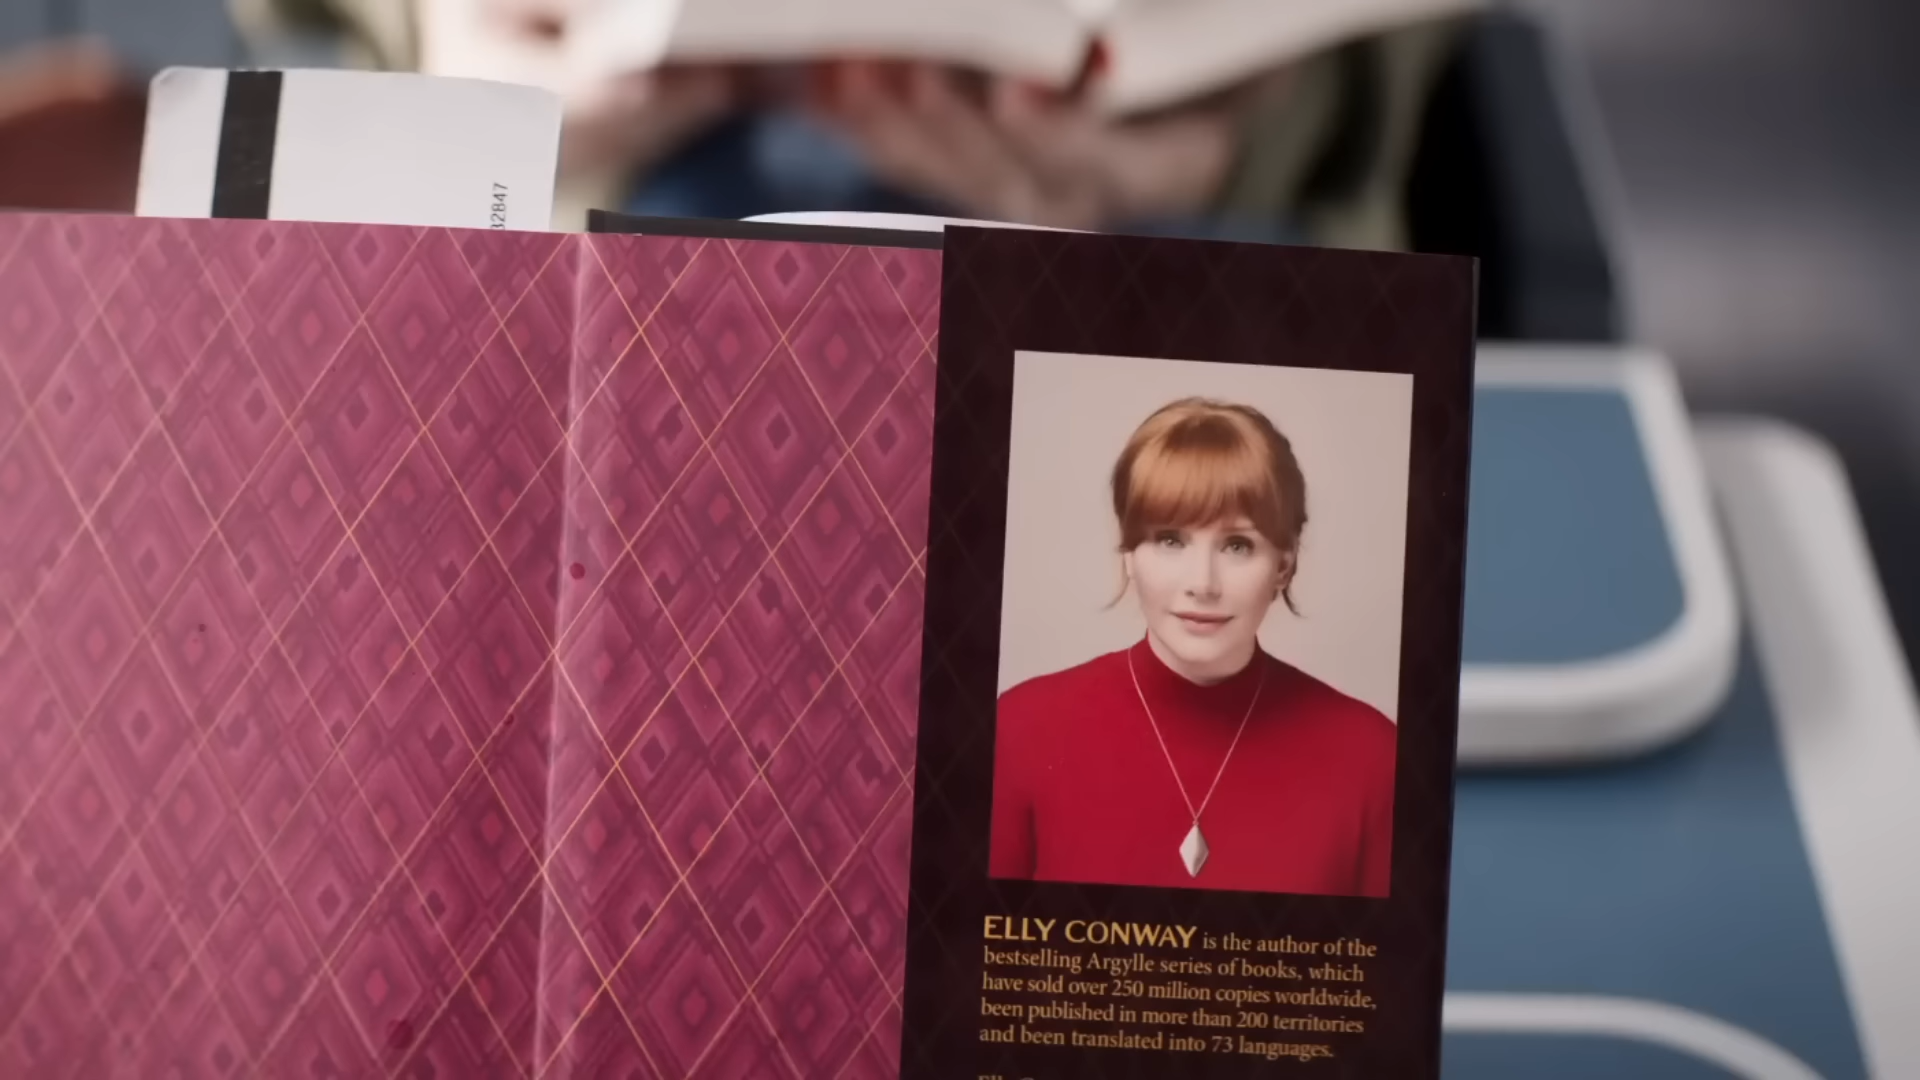 32847
ELLY CONWAY is the author of the
bestselling Argylle series of books, which
have sold over 250 million copies worldwide,
been published in more than 200 territories
and been translated into 73 languages.